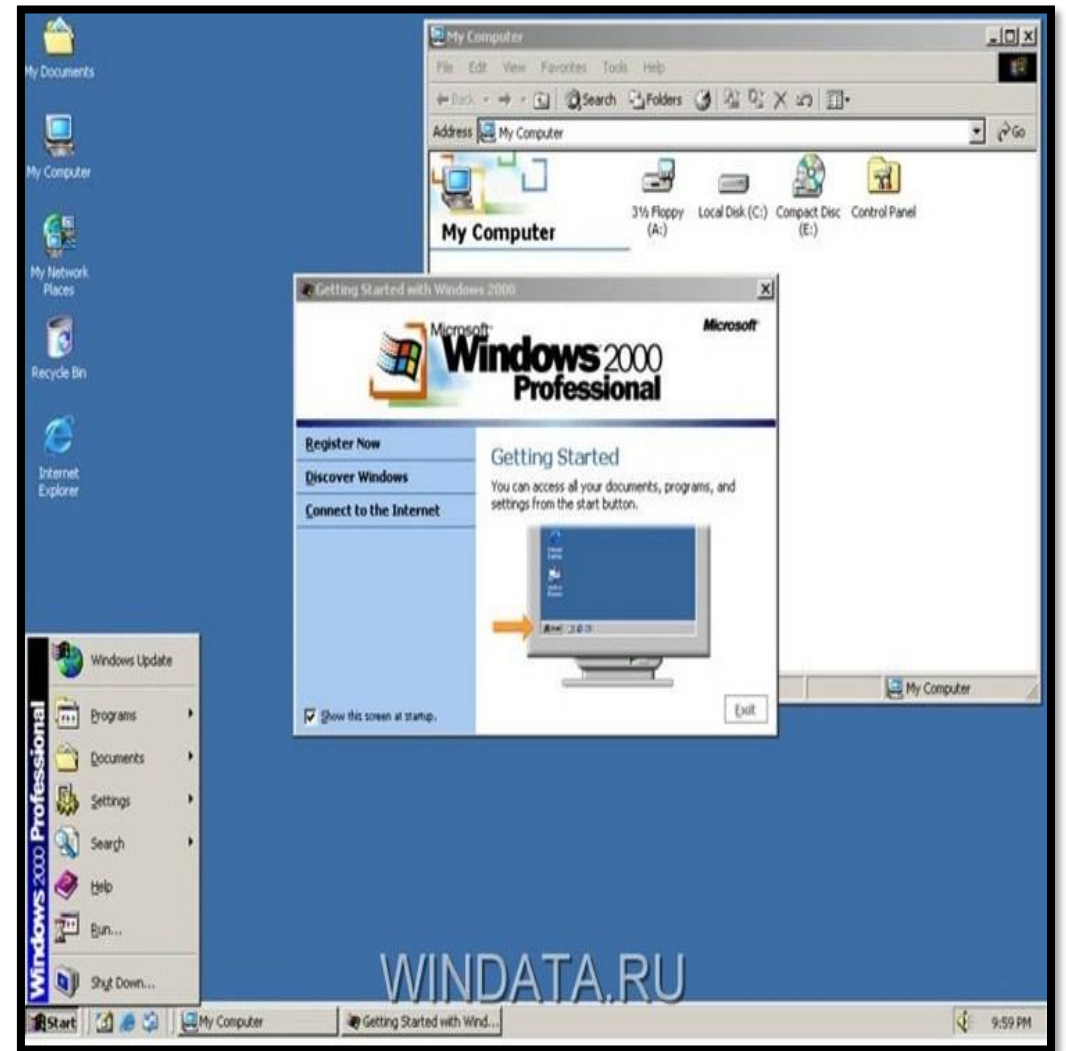 My Documents
My Computer
My Network
Places
Recycle Bin
Internet
Explorer
My Computer
File Edit View Favorites Tools Help
Back Search Folders
Address My Computer Go
My Computer
3½ Floppy
(A:)
Local Disk (C:)
Compact Disc
(E:)
Control Panel
My Computer
Getting Started with Windows 2000
Microsoft
Microsoft
Windows 2000
Professional
Register Now
Discover Windows
Connect to the Internet
Getting Started
You can access all your documents, programs, and
settings from the start button.
Show this screen at startup.
Exit
Windows 2000 Professional
Windows Update
Programs
Documents
Settings
Search
Help
Run...
Shut Down...
WINDATA.RU
Start My Computer Getting Started with Wind... 9:59 PM